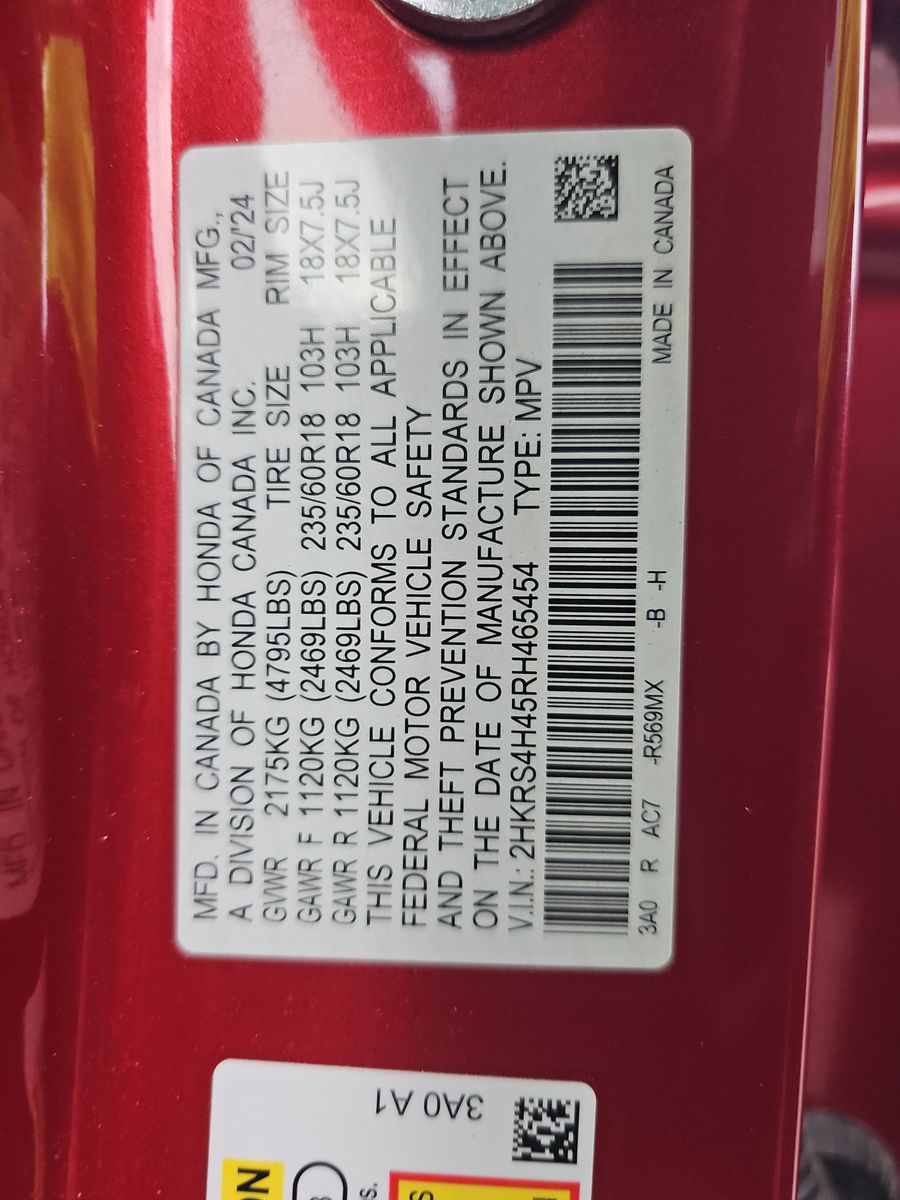 MFD. IN CANADA BY HONDA OF CANADA MFG.,
A DIVISION OF HONDA CANADA INC. 02/'24
GVWR 2175KG (4795LBS) TIRE SIZE RIM SIZE
GAWR F 1120KG (2469LBS) 235/60R18 103H 18X7.5J
GAWR R 1120KG (2469LBS) 235/60R18 103H 18X7.5J
THIS VEHICLE CONFORMS TO ALL APPLICABLE
FEDERAL MOTOR VEHICLE SAFETY
AND THEFT PREVENTION STANDARDS IN EFFECT
ON THE DATE OF MANUFACTURE SHOWN ABOVE.
V.I.N.: 2HKRS4H45RH465454 TYPE: MPV
3A0 R AC7 -R569MX -B -H MADE IN CANADA
3A0 A1